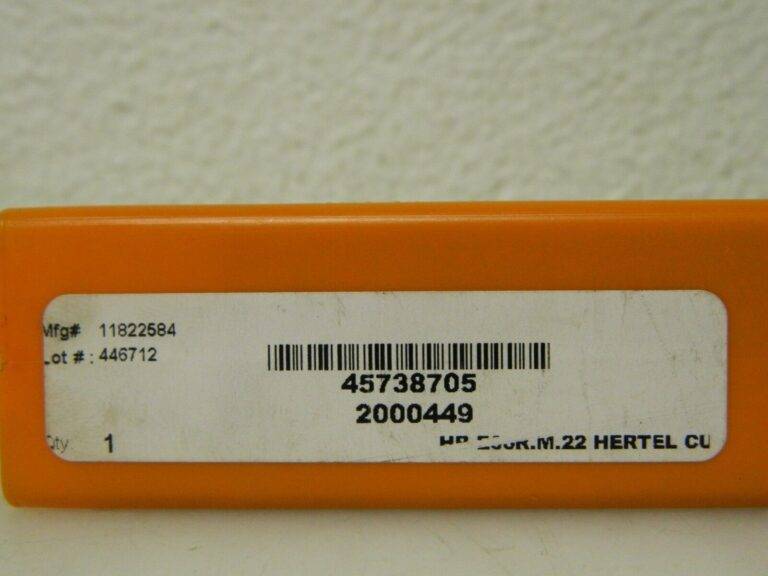 Mfg# 11822584
Lot #: 446712
45738705
2000449
Qty 1
HERTEL CU